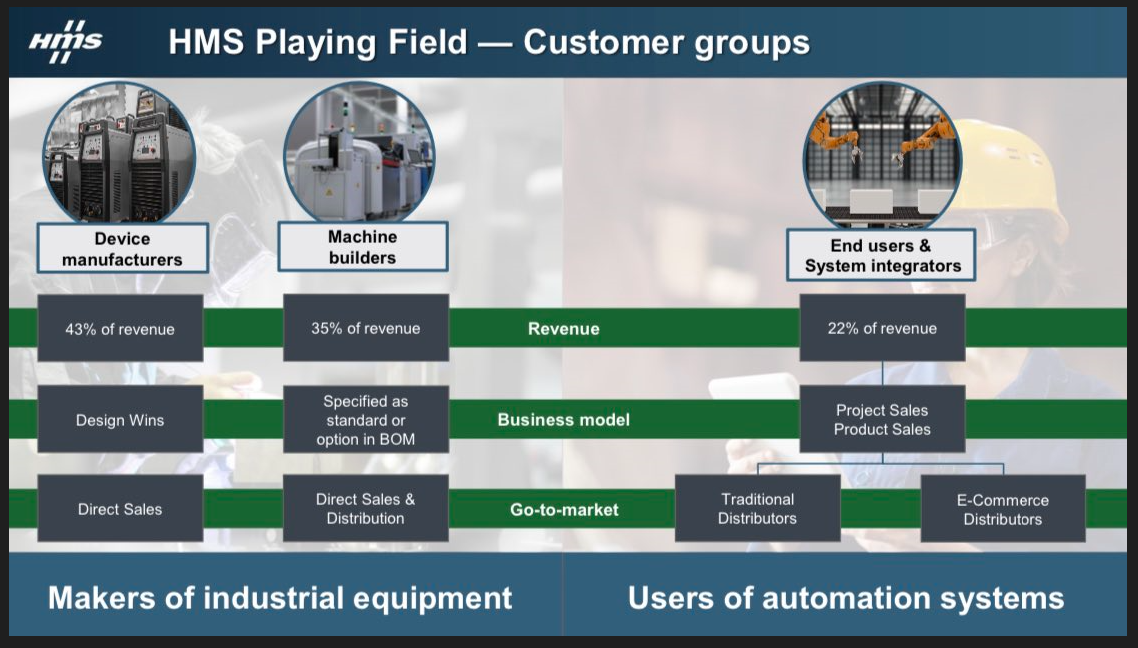 HMS
HMS Playing Field — Customer groups
Device
manufacturers
Machine
builders
End users &
System integrators
43% of revenue
35% of revenue
Revenue
22% of revenue
Design Wins
Specified as
standard or
option in BOM
Business model
Project Sales
Product Sales
Direct Sales
Direct Sales &
Distribution
Go-to-market
Traditional
Distributors
E-Commerce
Distributors
Makers of industrial equipment
Users of automation systems